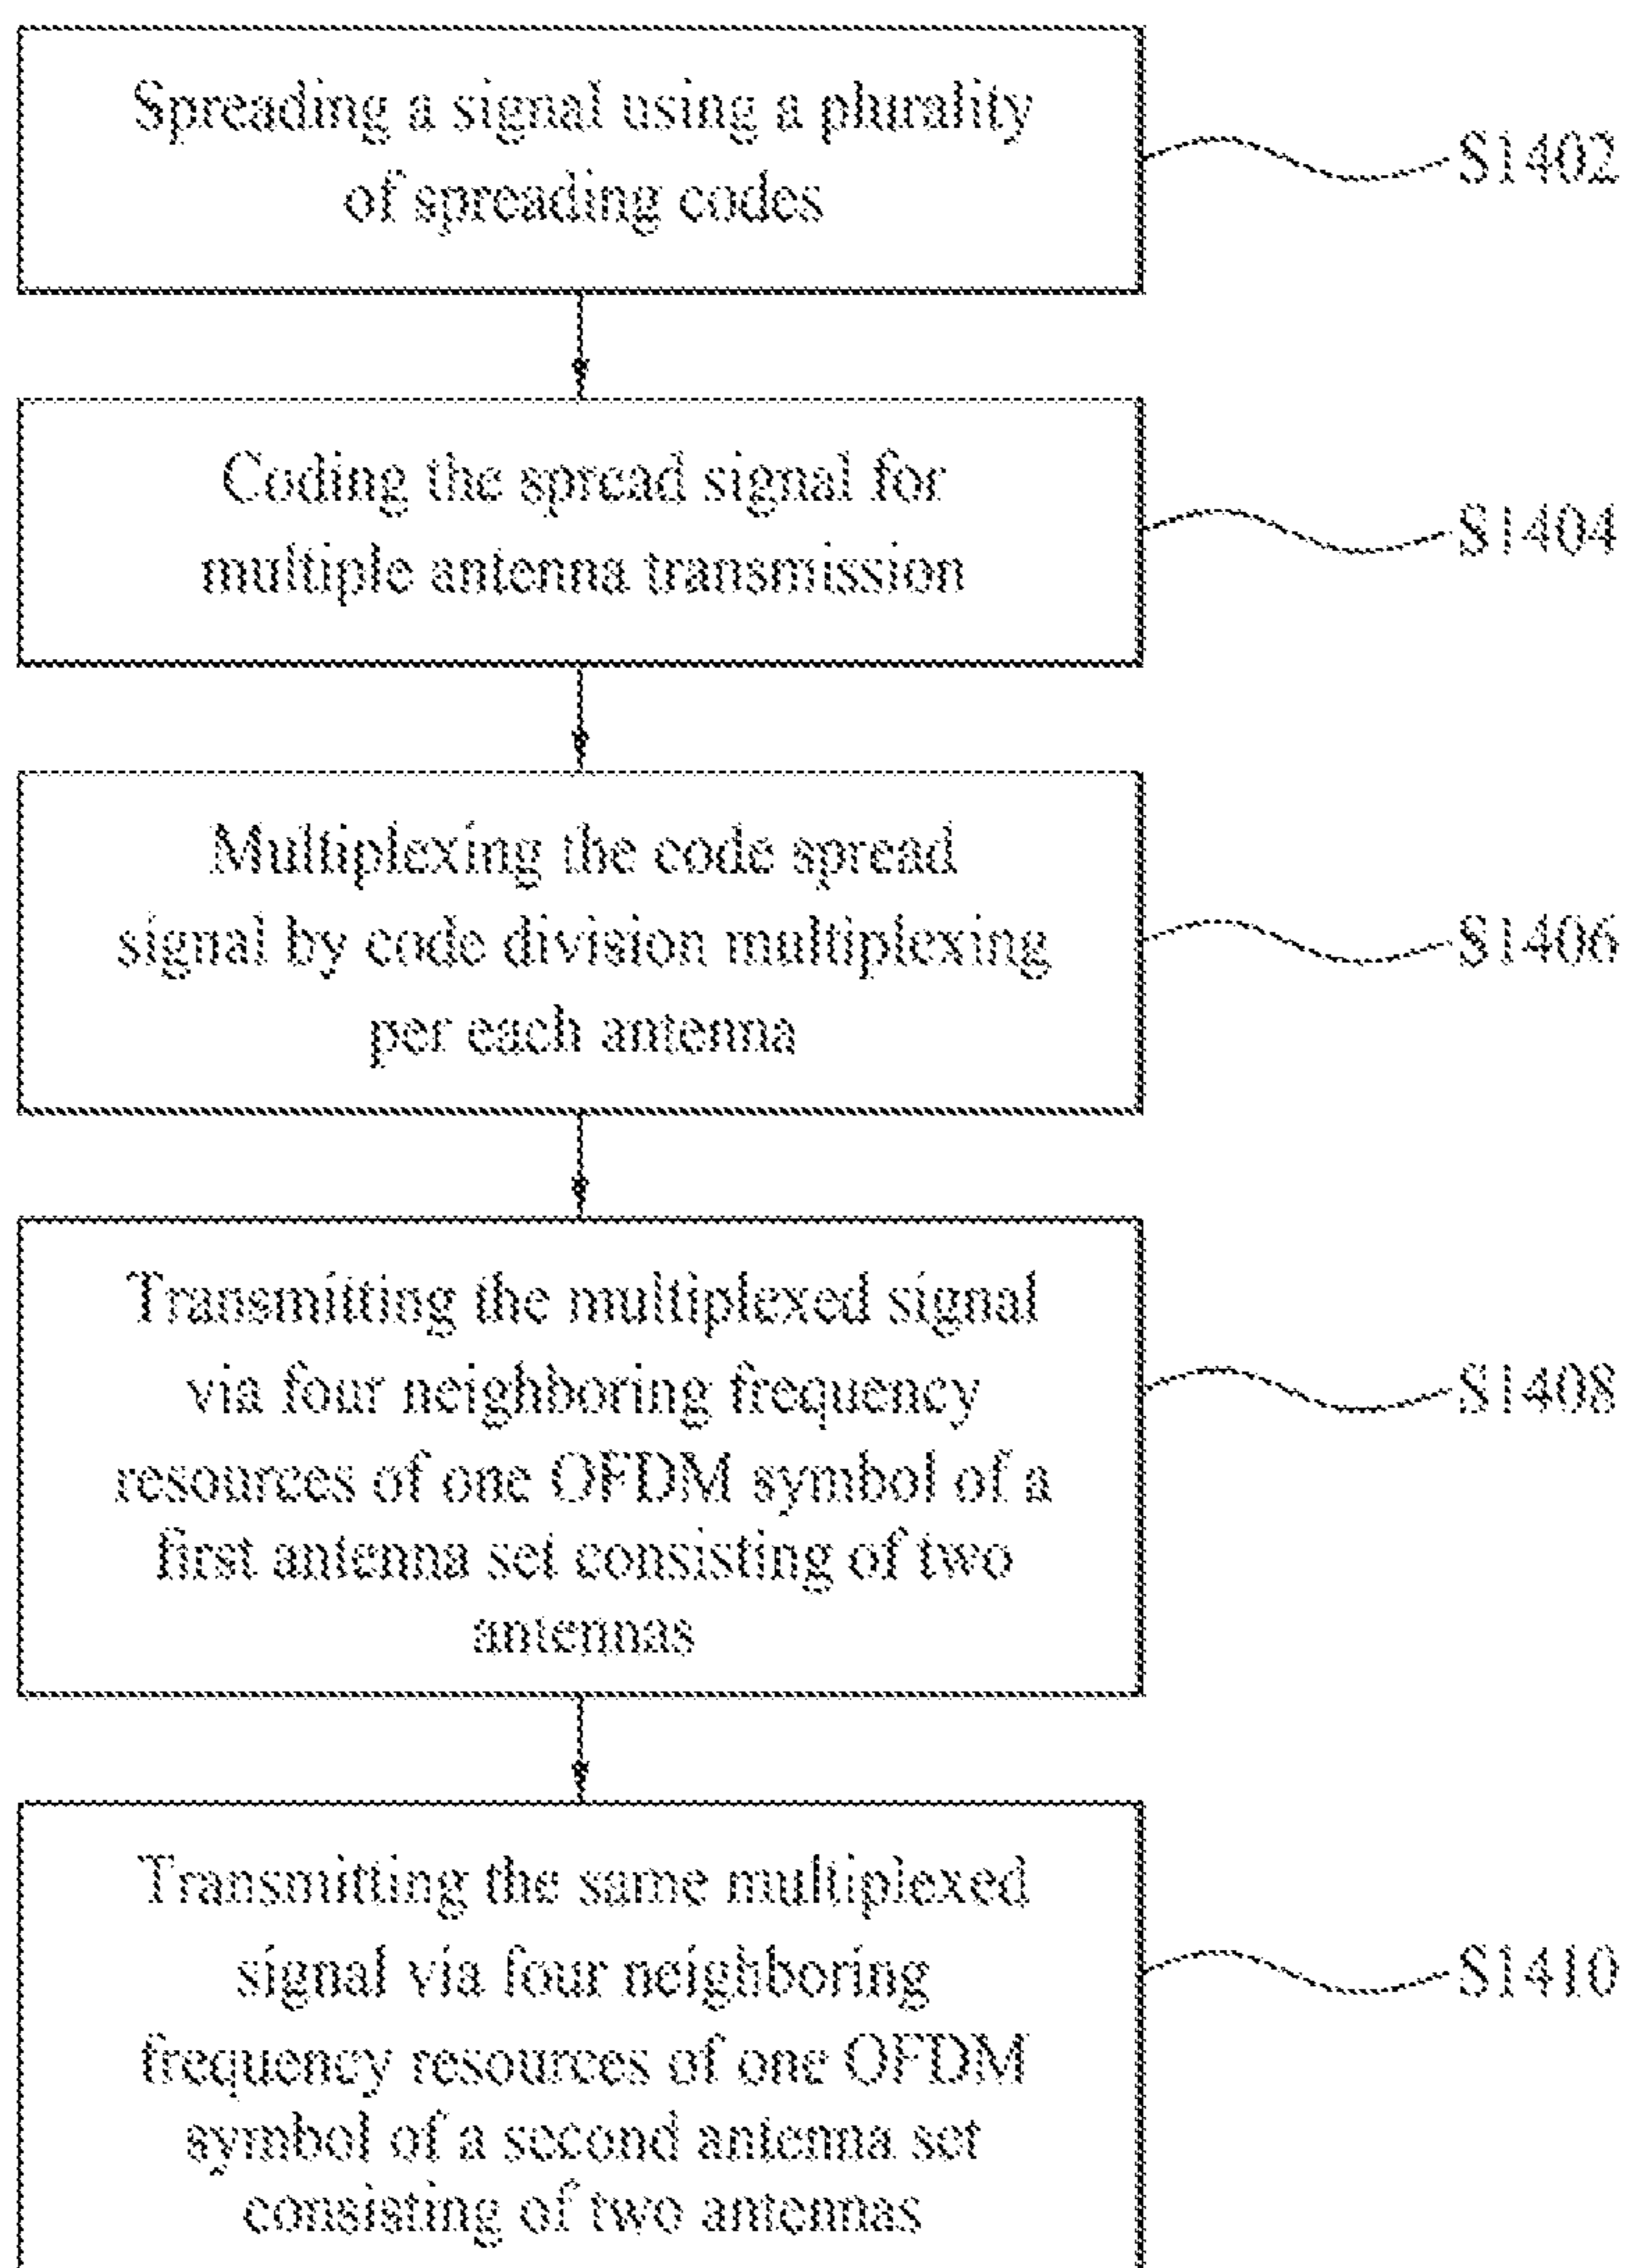 Spreading a signal using a plurality
of spreading codes
S1402
Coding the spread signal for
multiple antenna transmission
S1404
Multiplexing the code spread
signal by code division multiplexing
per each antenna
S1406
Transmitting the multiplexed signal
via four neighboring frequency
resources of one OFDM symbol of a
first antenna set consisting of two
antennas
S1408
Transmitting the same multiplexed
signal via four neighboring
frequency resources of one OFDM
symbol of a second antenna set
consisting of two antennas
S1410